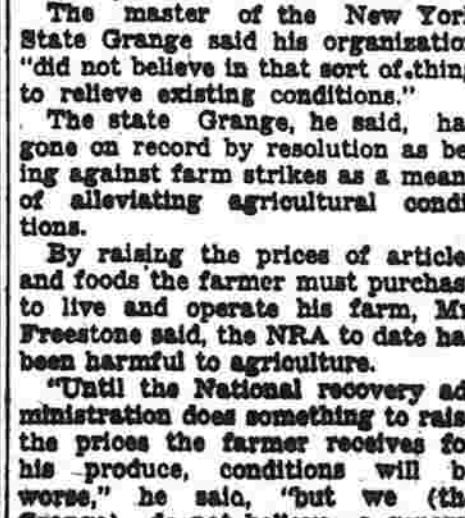 The master of the New Yor
State Grange said his organizatio
"did not believe in that sort of thin
to relieve existing conditions."
The state Grange, he said, ha
gone on record by resolution as be
ing against farm strikes as a mean
of alleviating agricultural condi
tions.
By raising the prices of article
and foods the farmer must purchas
to live and operate his farm, Mr
Freestone said, the NRA to date ha
been harmful to agriculture.
"Until the National recovery ad
ministration does something to rais
the prices the farmer receives fo
his produce, conditions will b
worse," he said, "but we (th